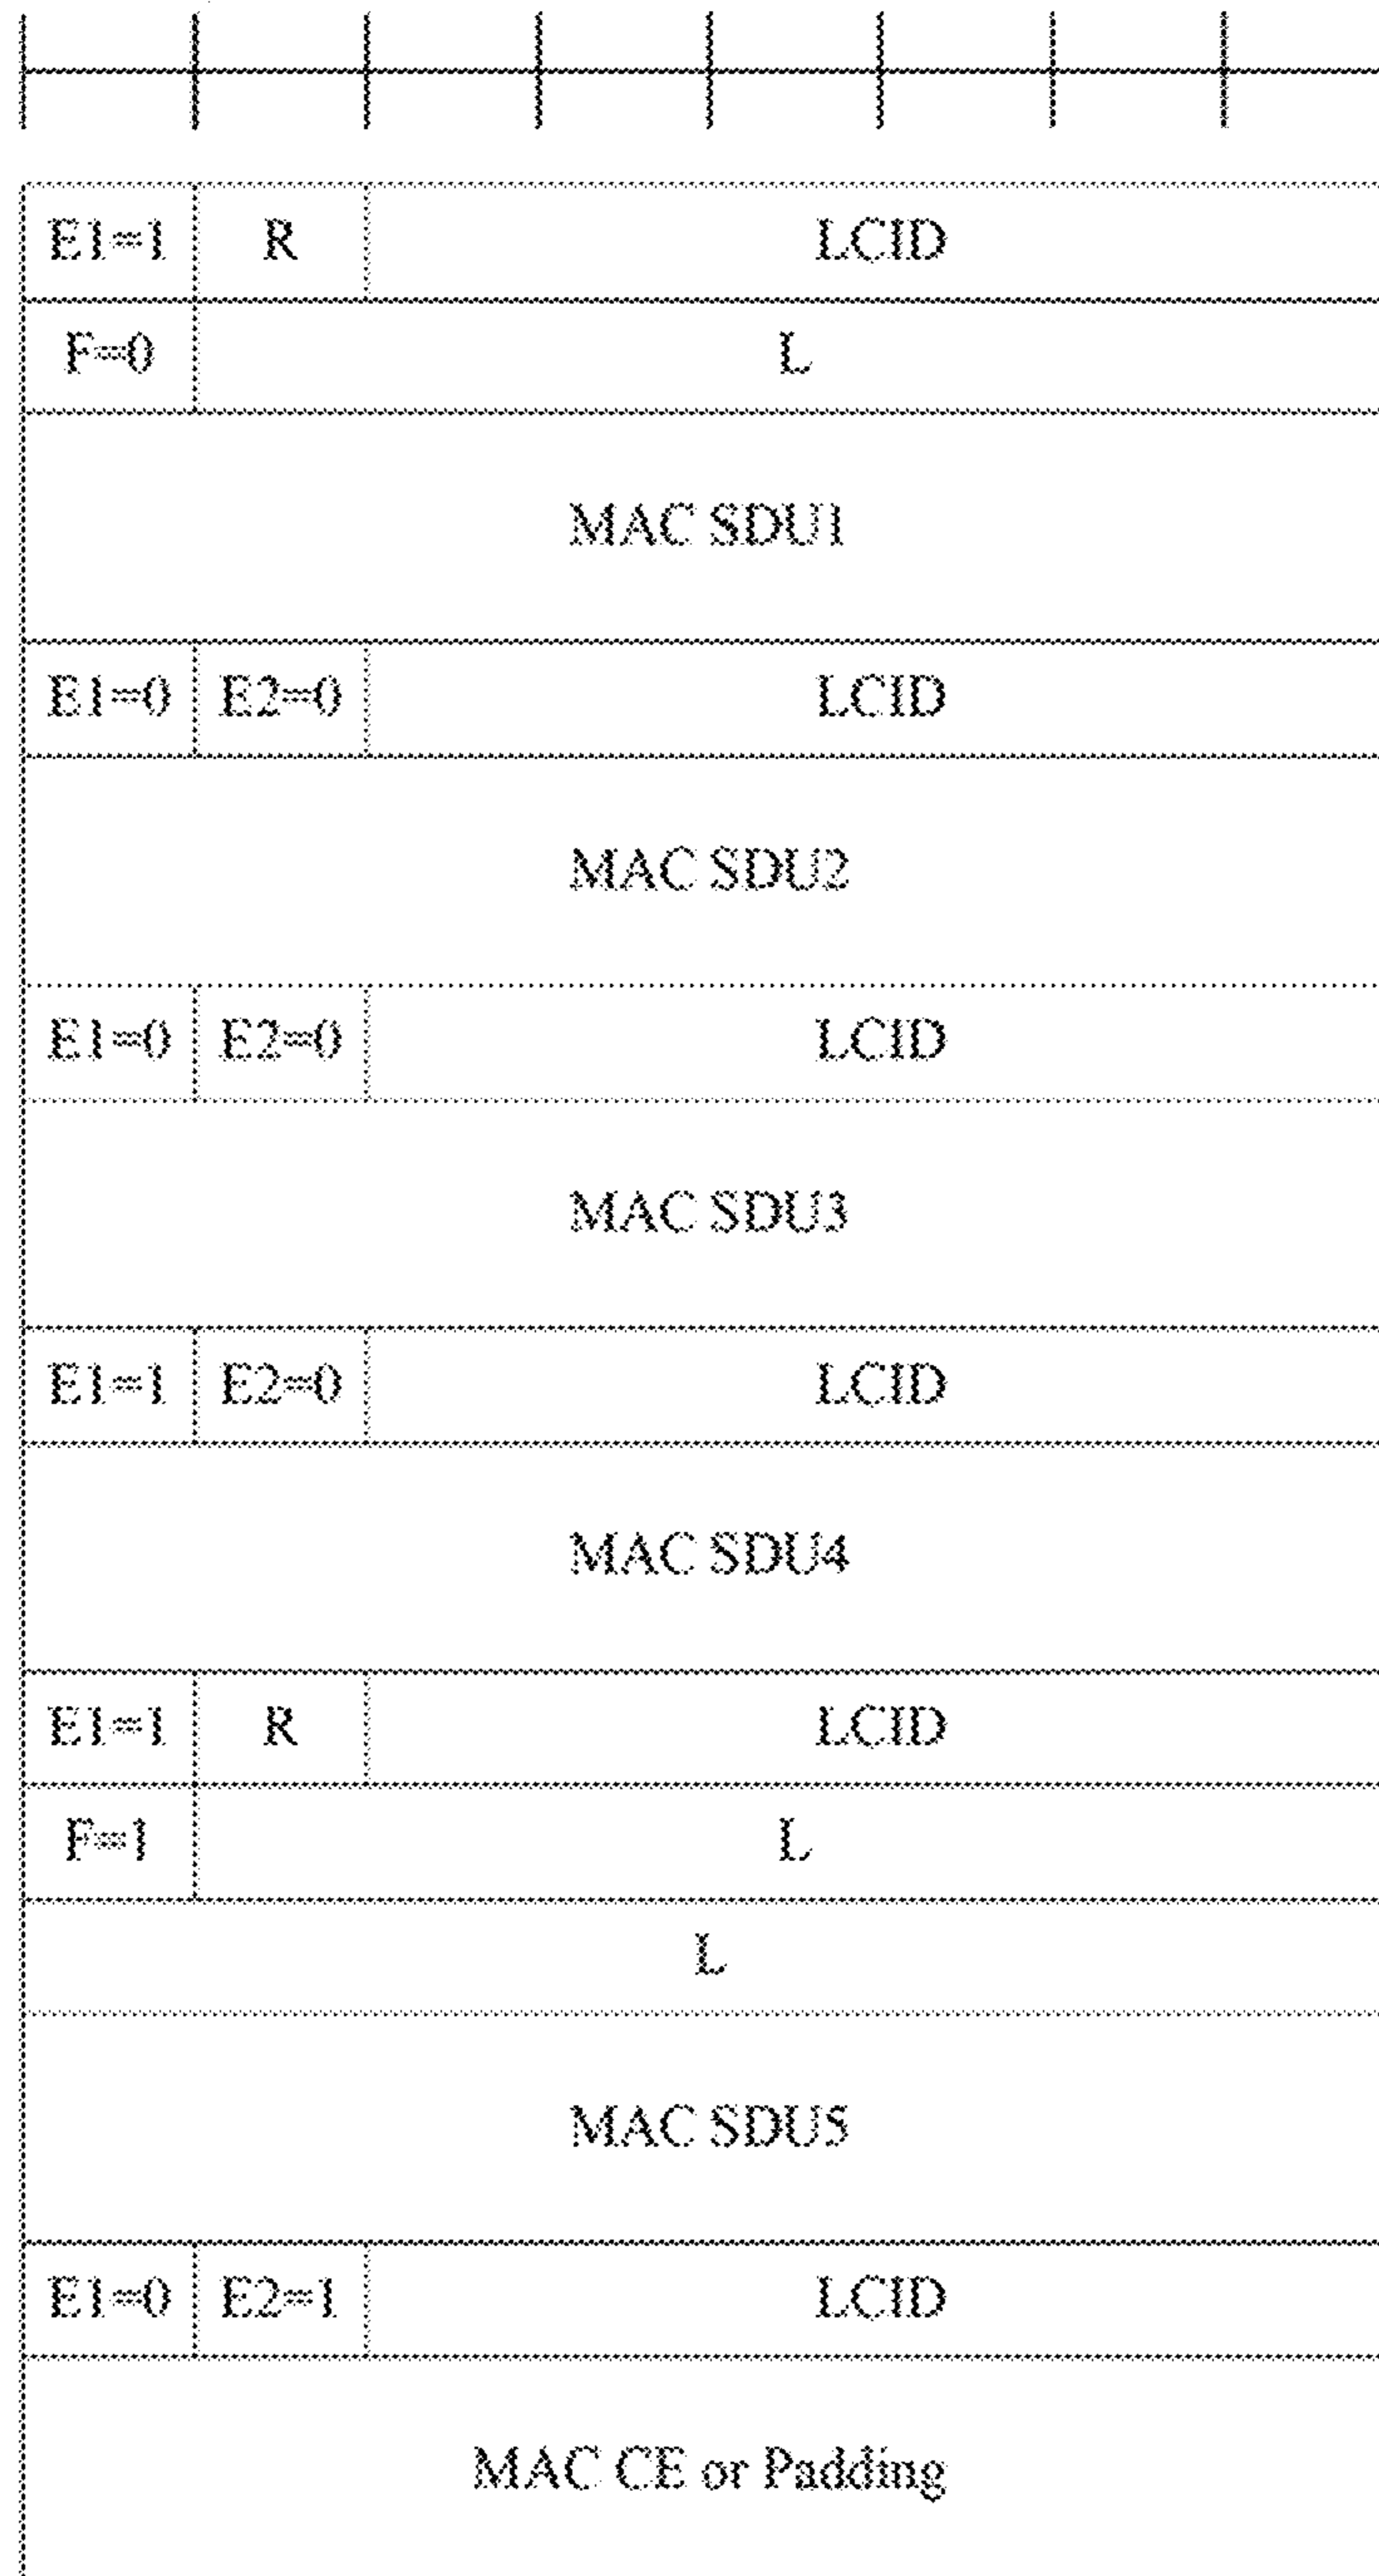 E1=1 R LCID
F=0 L
MAC SDU1
E1=0 E2=0 LCID
MAC SDU2
E1=0 E2=0 LCID
MAC SDU3
E1=1 E2=0 LCID
MAC SDU4
E1=1 R LCID
F=1 L
L
MAC SDU5
E1=0 E2=1 LCID
MAC CE or Padding